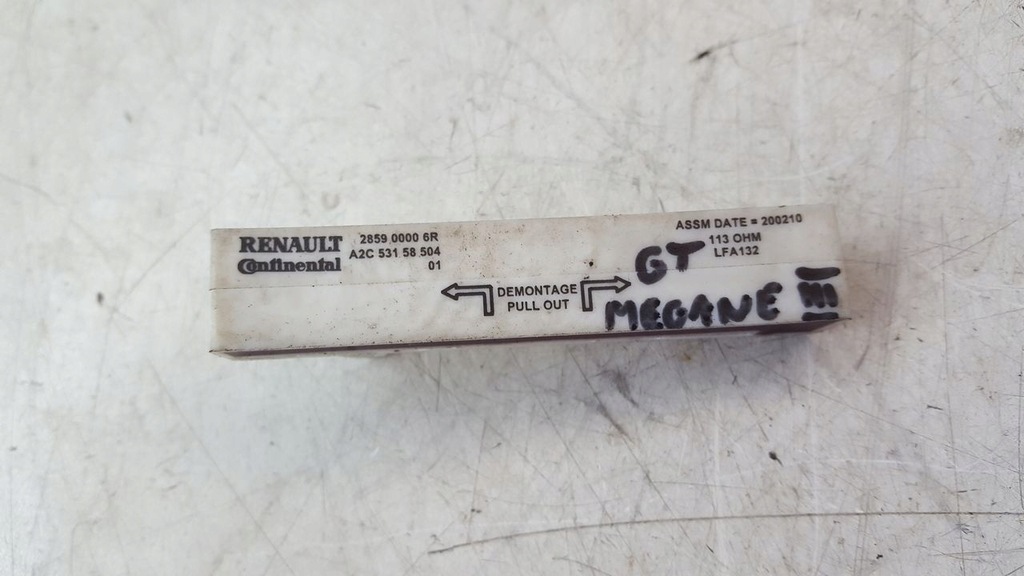 RENAULT
Continental
2859 0000 6R
A2C 531 58 504
01
DEMONTAGE
PULL OUT
ASSM DATE = 200210
113 OHM
LFA132
GT
MEGANE III